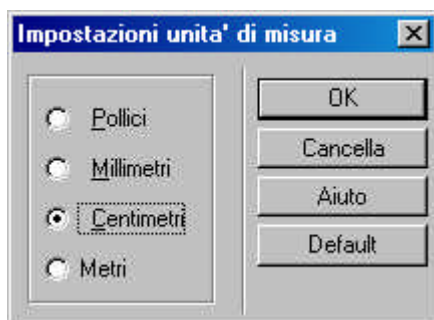 Impostazioni unita' di misura
Pollici
Millimetri
Centimetri
Metri
OK
Cancella
Aiuto
Default